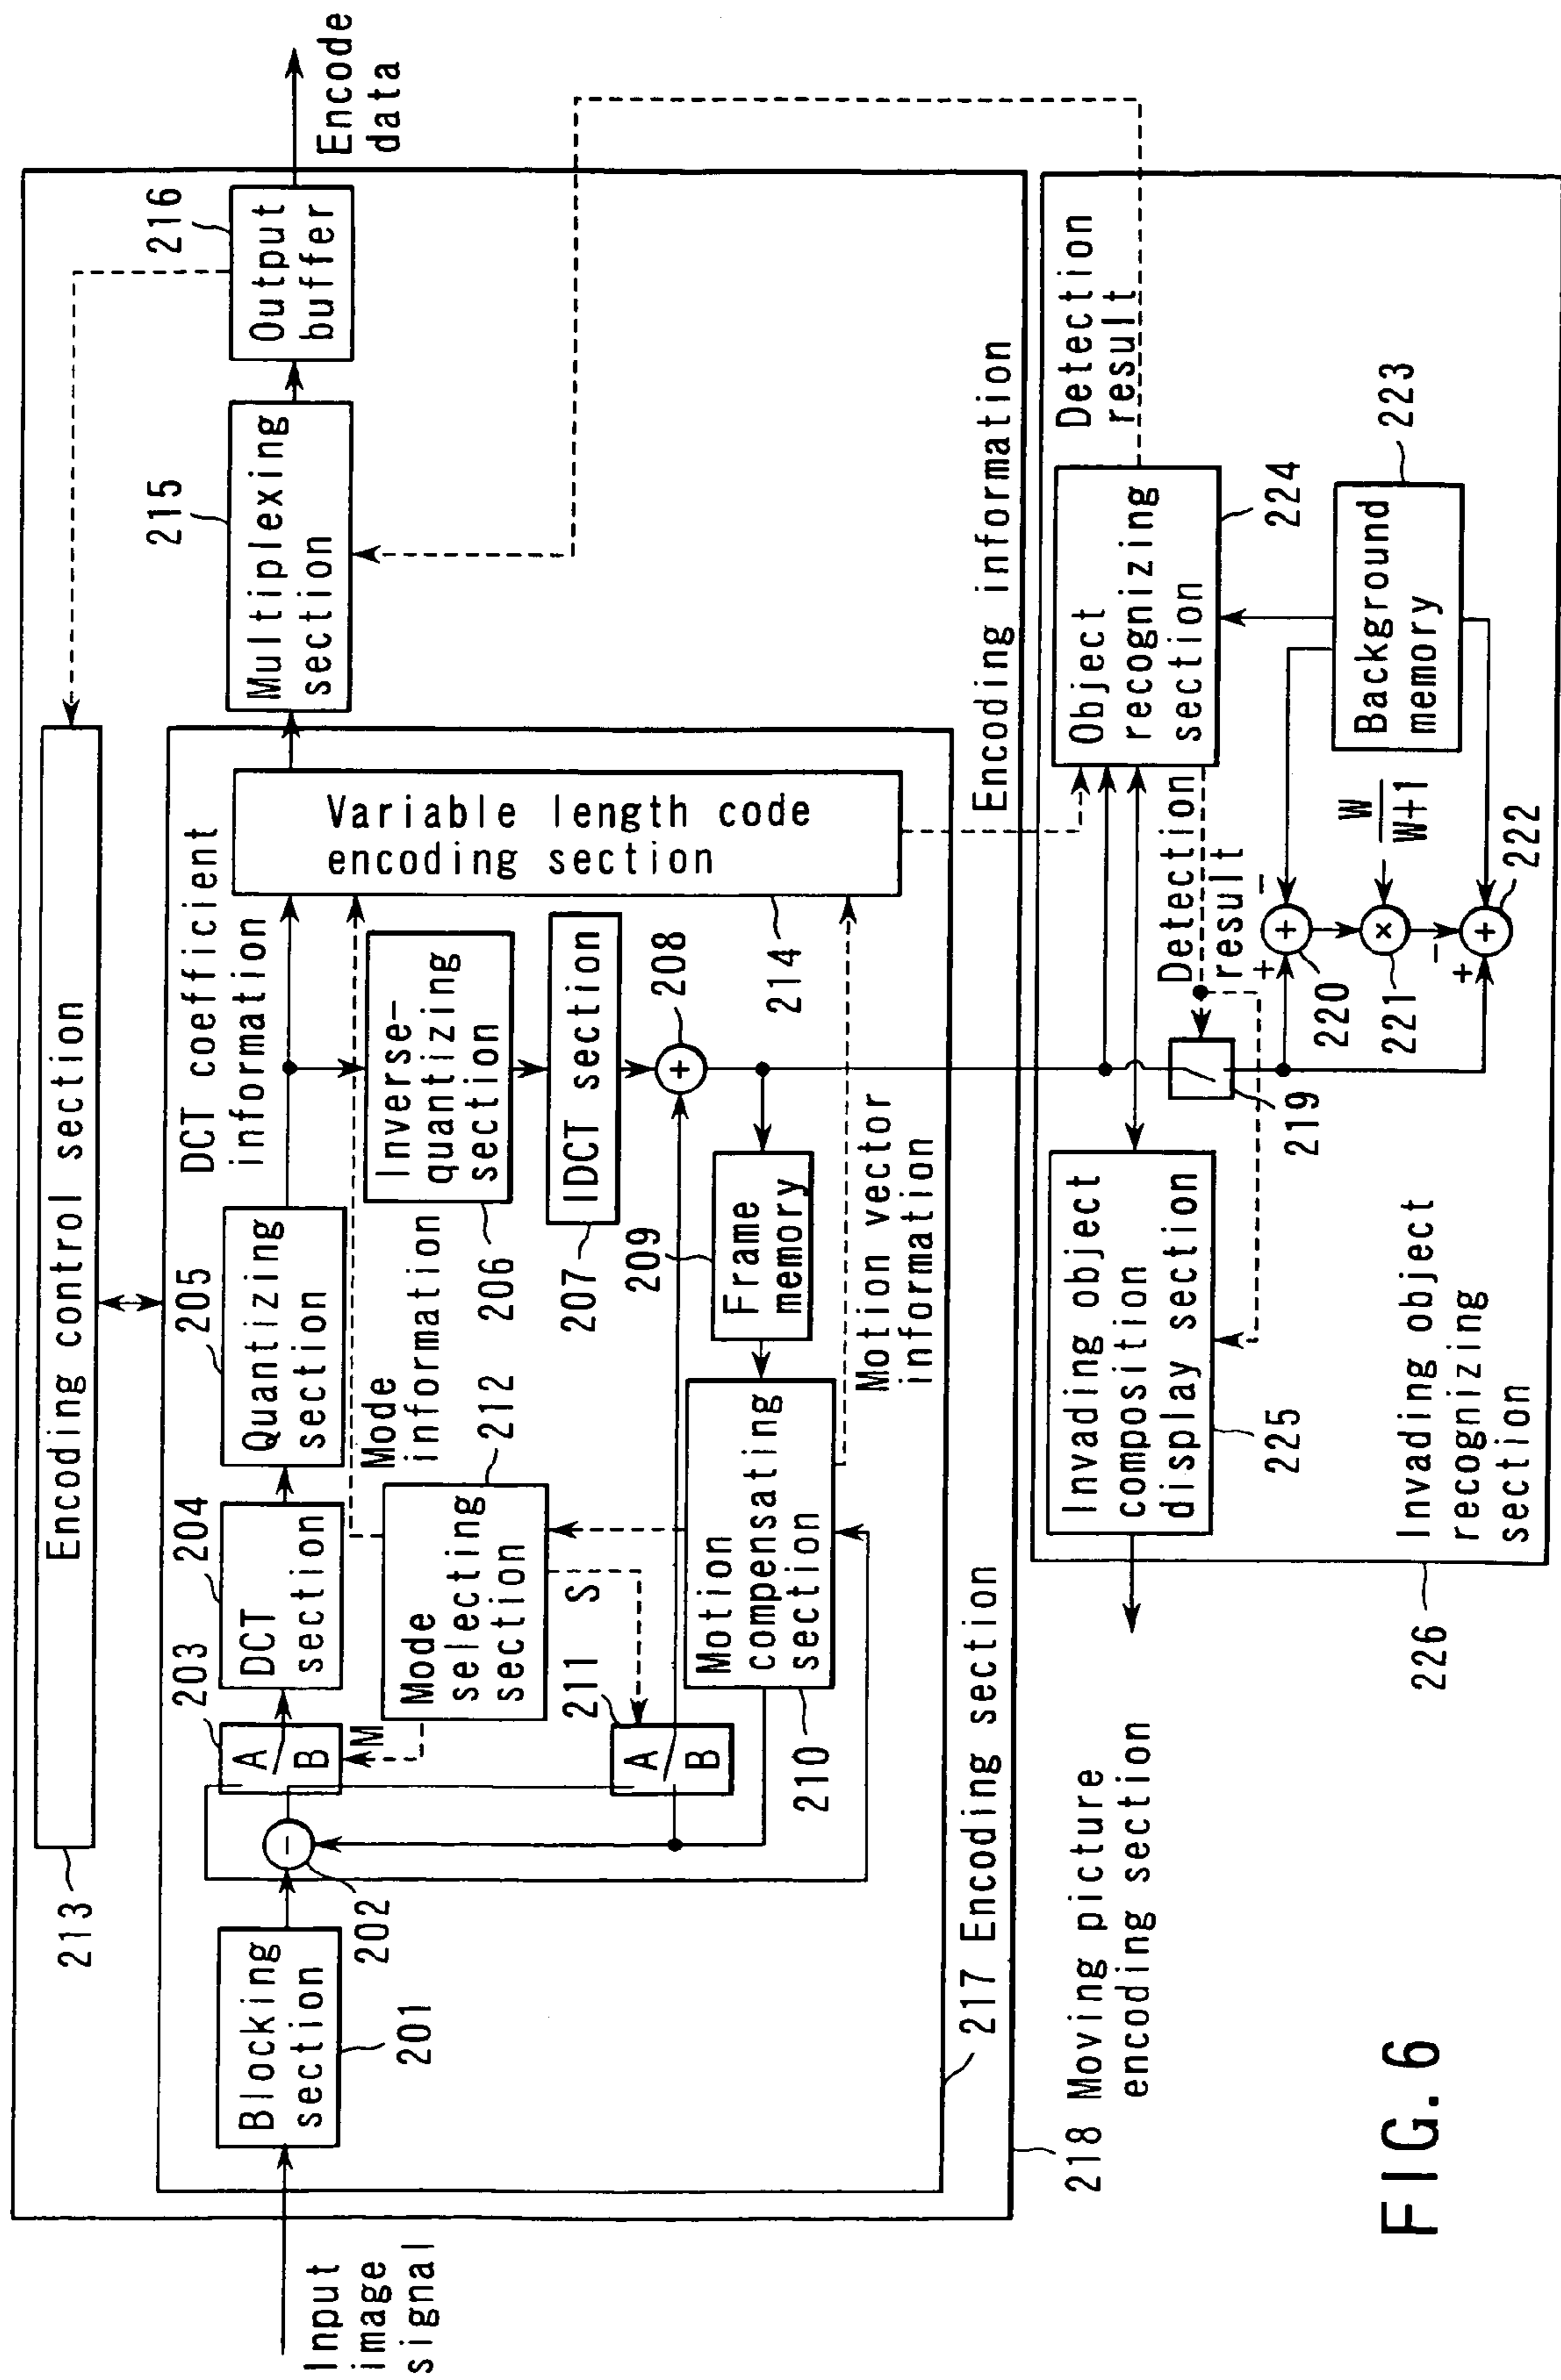 Input
image
signal
Blocking
section
201
202
213
Encoding control section
203
A
B
M
DCT
section
204
Quantizing
section
205
DCT coefficient
information
Mode
information
Mode
selecting
section
212
S
211
A
B
Inverse-
quantizing
section
206
IDCT section
207
+
208
Frame
memory
209
Motion
compensating
section
210
Motion vector
information
Variable length code
encoding section
214
Multiplexing
section
215
Output
buffer
216
Encode
data
217 Encoding section
218 Moving picture
encoding section
Encoding information
Detection
result
Object
recognizing
section
224
Background
memory
223
Detection
result
219
+
-
+
220
W
W+1
×
221
-
+
+
222
Invading object
composition
display section
225
226
Invading object
recognizing
section
FIG. 6